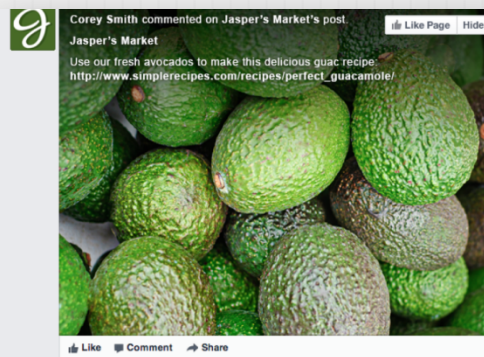 Corey Smith commented on Jasper's Market's post.
Like Page Hide
Jasper's Market
Use our fresh avocados to make this delicious guac recipe:
http://www.simplerecipes.com/recipes/perfect_guacamole/
Like Comment Share